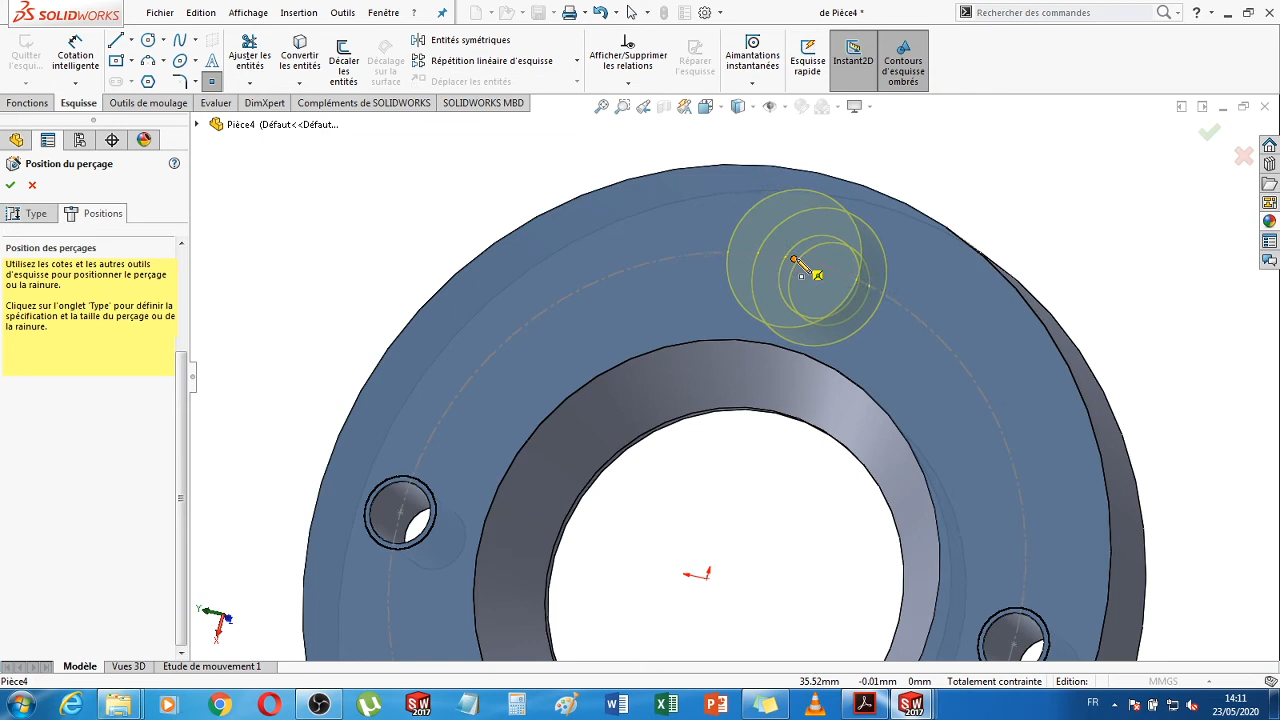 SOLIDWORKS
Fichier Edition Affichage Insertion Outils Fenêtre ?
de Pièce4 *
Rechercher des commandes
Quitter l'esqui...
Cotation intelligente
Ajuster les entités
Convertir les entités
Décaler les entités
Décalage sur la surface
Entités symétriques
Répétition linéaire d'esquisse
Déplacer les entités
Afficher/Supprimer les relations
Réparer l'esquisse
Aimantations instantanées
Esquisse rapide
Instant2D
Contours d'esquisse ombrés
Fonctions Esquisse Outils de moulage Evaluer DimXpert Compléments de SOLIDWORKS SOLIDWORKS MBD
Pièce4 (Défaut<<Défaut...
Position du perçage
Type Positions
Position des perçages
Utilisez les cotes et les autres outils
d'esquisse pour positionner le perçage
ou la rainure.
Cliquez sur l'onglet 'Type' pour définir la
spécification et la taille du perçage ou de
la rainure.
Y
Z
X
Modèle Vues 3D Etude de mouvement 1
Pièce4
35.52mm -0.01mm 0mm Totalement contrainte Edition: MMGS
SW 2017
W
X
P
SW 2017
FR
14:11
23/05/2020